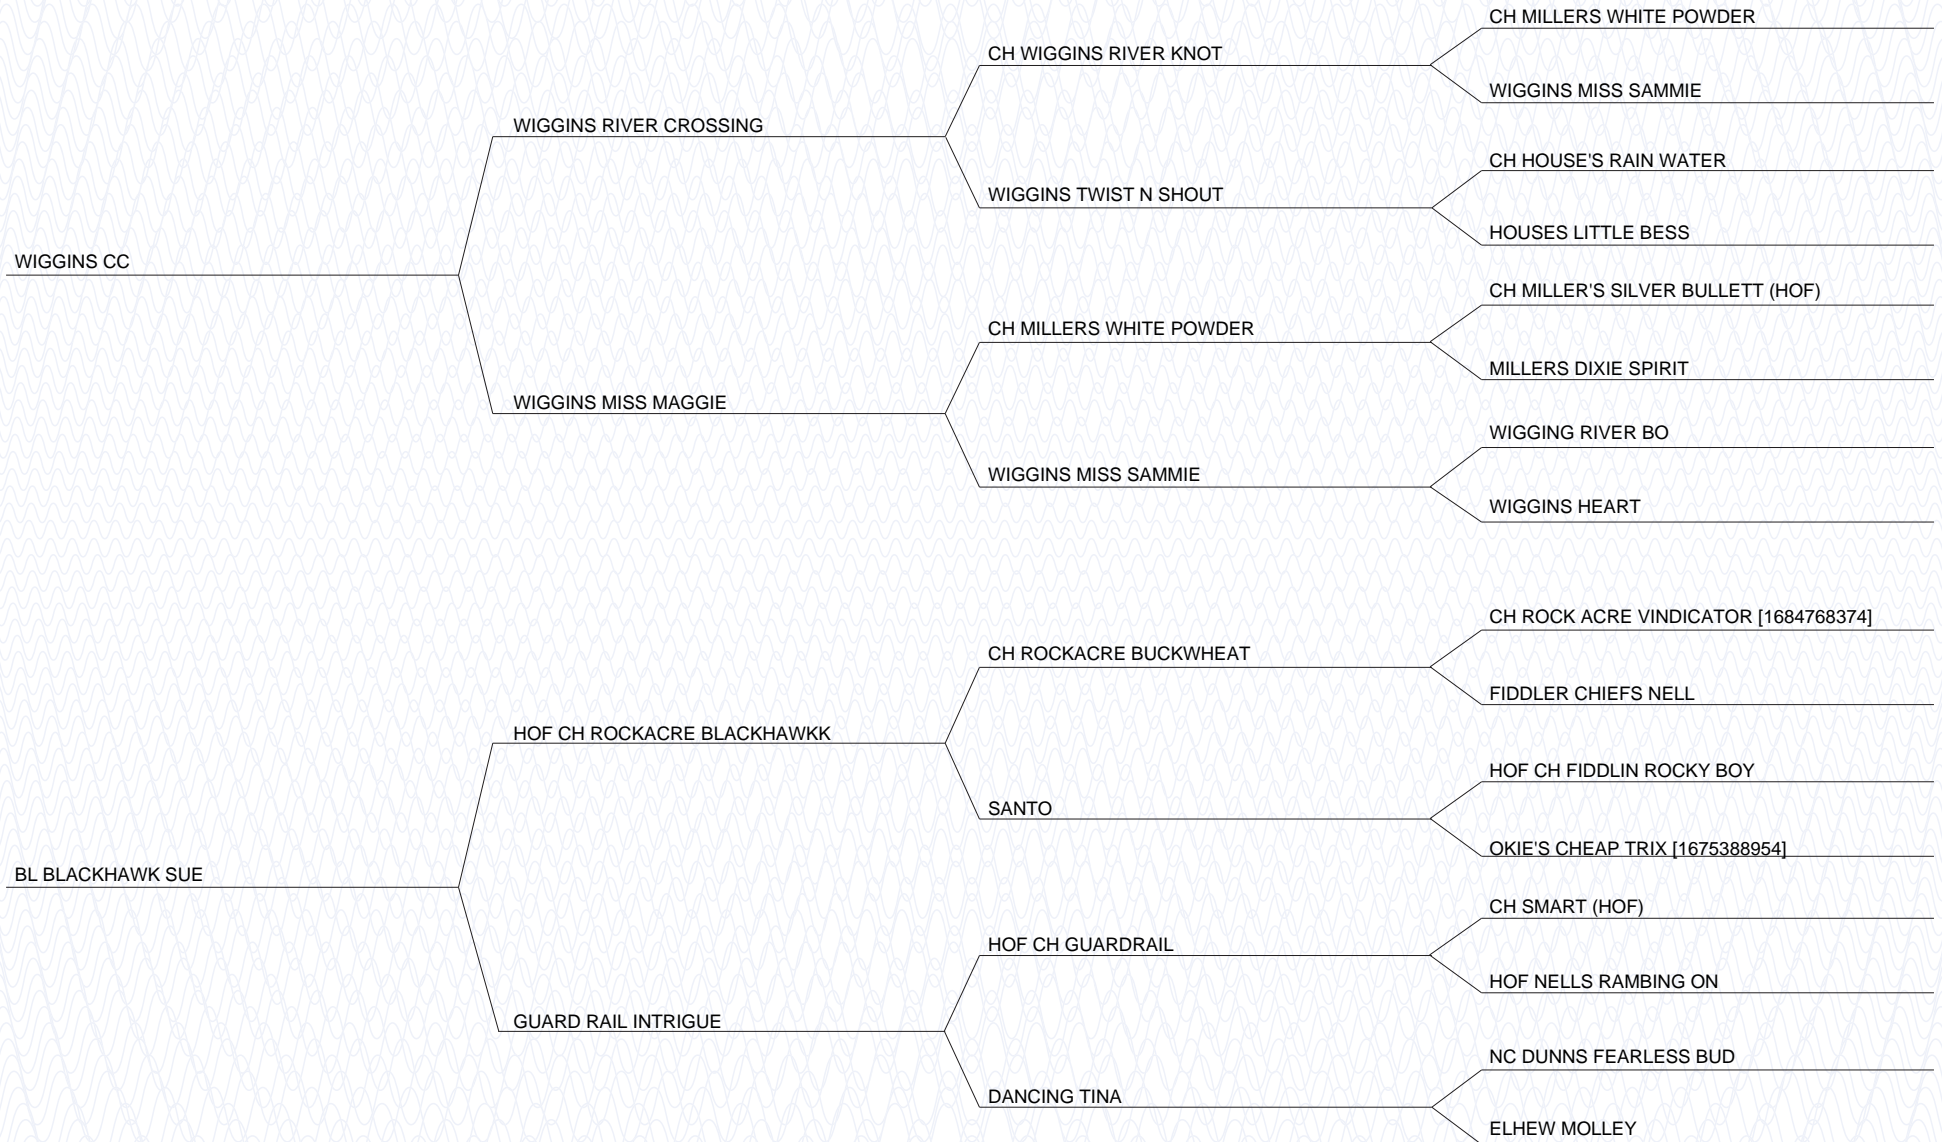 CH MILLERS WHITE POWDER
CH WIGGINS RIVER KNOT
WIGGINS MISS SAMMIE
WIGGINS RIVER CROSSING
CH HOUSE'S RAIN WATER
WIGGINS TWIST N SHOUT
HOUSES LITTLE BESS
WIGGINS CC
CH MILLER'S SILVER BULLETT (HOF)
CH MILLERS WHITE POWDER
MILLERS DIXIE SPIRIT
WIGGINS MISS MAGGIE
WIGGING RIVER BO
WIGGINS MISS SAMMIE
WIGGINS HEART
CH ROCK ACRE VINDICATOR [1684768374]
CH ROCKACRE BUCKWHEAT
FIDDLER CHIEFS NELL
HOF CH ROCKACRE BLACKHAWKK
HOF CH FIDDLIN ROCKY BOY
SANTO
OKIE'S CHEAP TRIX [1675388954]
BL BLACKHAWK SUE
CH SMART (HOF)
HOF CH GUARDRAIL
HOF NELLS RAMBING ON
GUARD RAIL INTRIGUE
NC DUNNS FEARLESS BUD
DANCING TINA
ELHEW MOLLEY